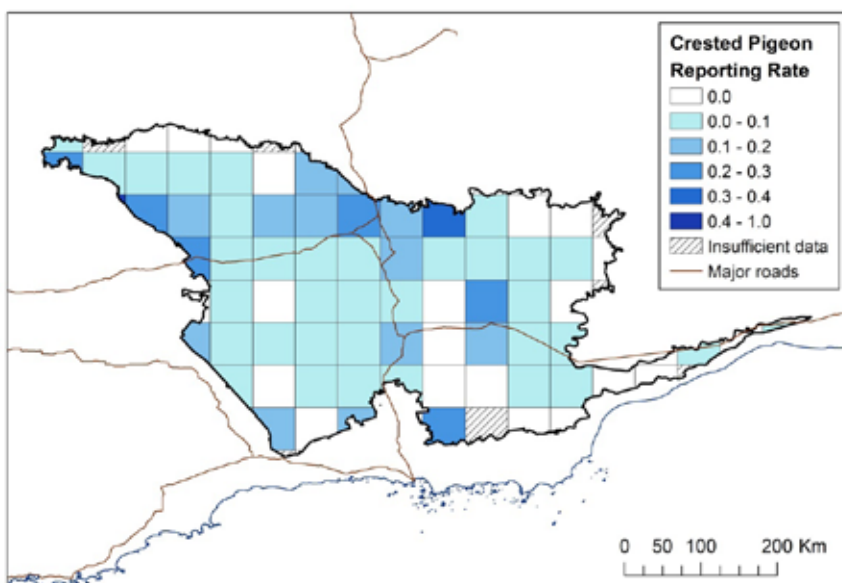 Crested Pigeon
Reporting Rate
0.0
0.0 - 0.1
0.1 - 0.2
0.2 - 0.3
0.3 - 0.4
0.4 - 1.0
Insufficient data
Major roads
0 50 100 200 Km